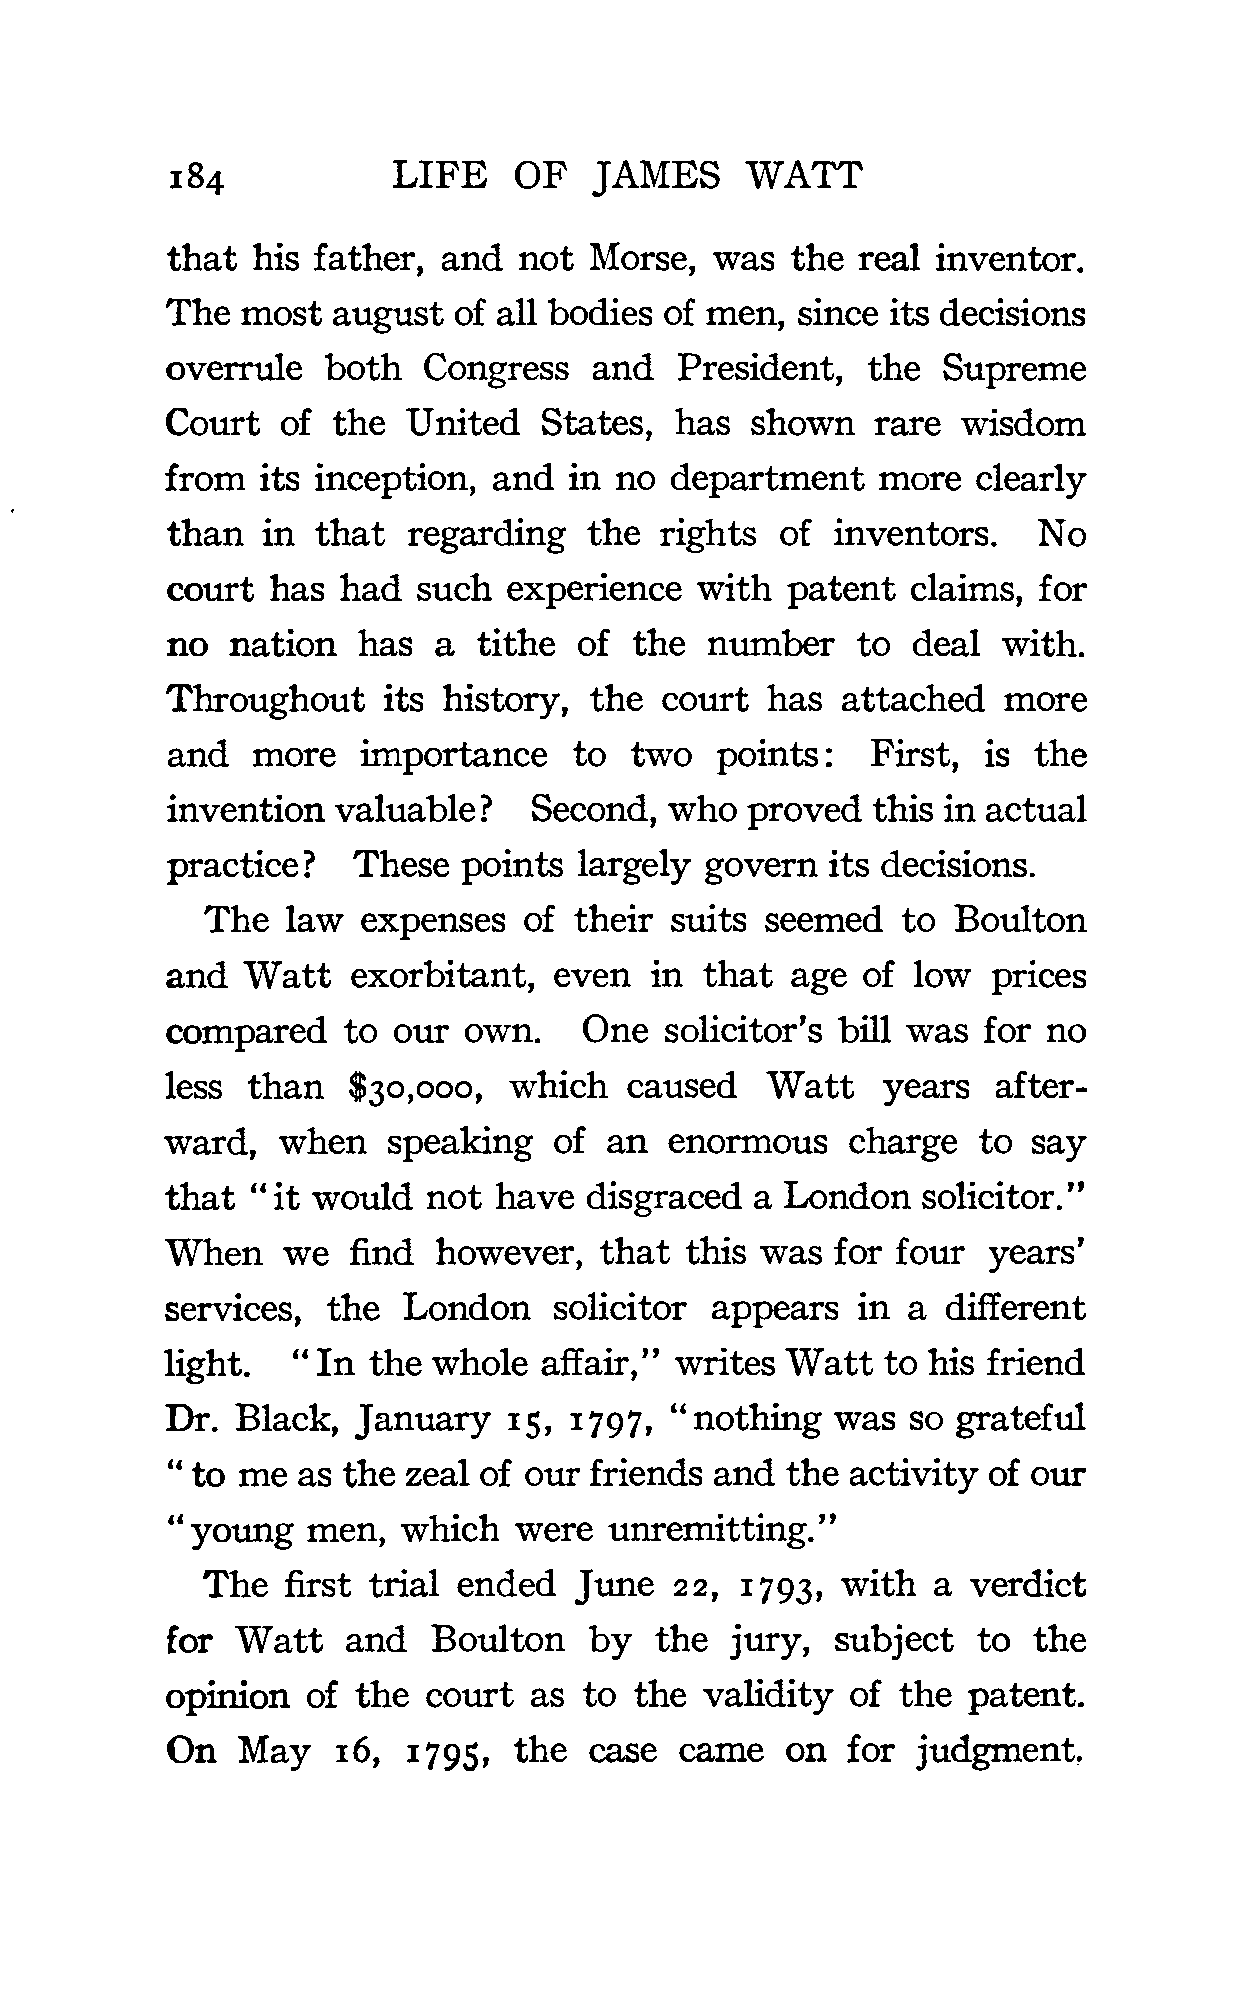 184 LIFE OF JAMES WATT
that his father, and not Morse, was the real inventor.
The most august of all bodies of men, since its decisions
overrule both Congress and President, the Supreme
Court of the United States, has shown rare wisdom
from its inception, and in no department more clearly
than in that regarding the rights of inventors. No
court has had such experience with patent claims, for
no nation has a tithe of the number to deal with.
Throughout its history, the court has attached more
and more importance to two points: First, is the
invention valuable? Second, who proved this in actual
practice? These points largely govern its decisions.
The law expenses of their suits seemed to Boulton
and Watt exorbitant, even in that age of low prices
compared to our own. One solicitor's bill was for no
less than $30,000, which caused Watt years after-
ward, when speaking of an enormous charge to say
that "it would not have disgraced a London solicitor."
When we find however, that this was for four years'
services, the London solicitor appears in a different
light. "In the whole affair," writes Watt to his friend
Dr. Black, January 15, 1797, "nothing was so grateful
"to me as the zeal of our friends and the activity of our
"young men, which were unremitting."
The first trial ended June 22, 1793, with a verdict
for Watt and Boulton by the jury, subject to the
opinion of the court as to the validity of the patent.
On May 16, 1795, the case came on for judgment.